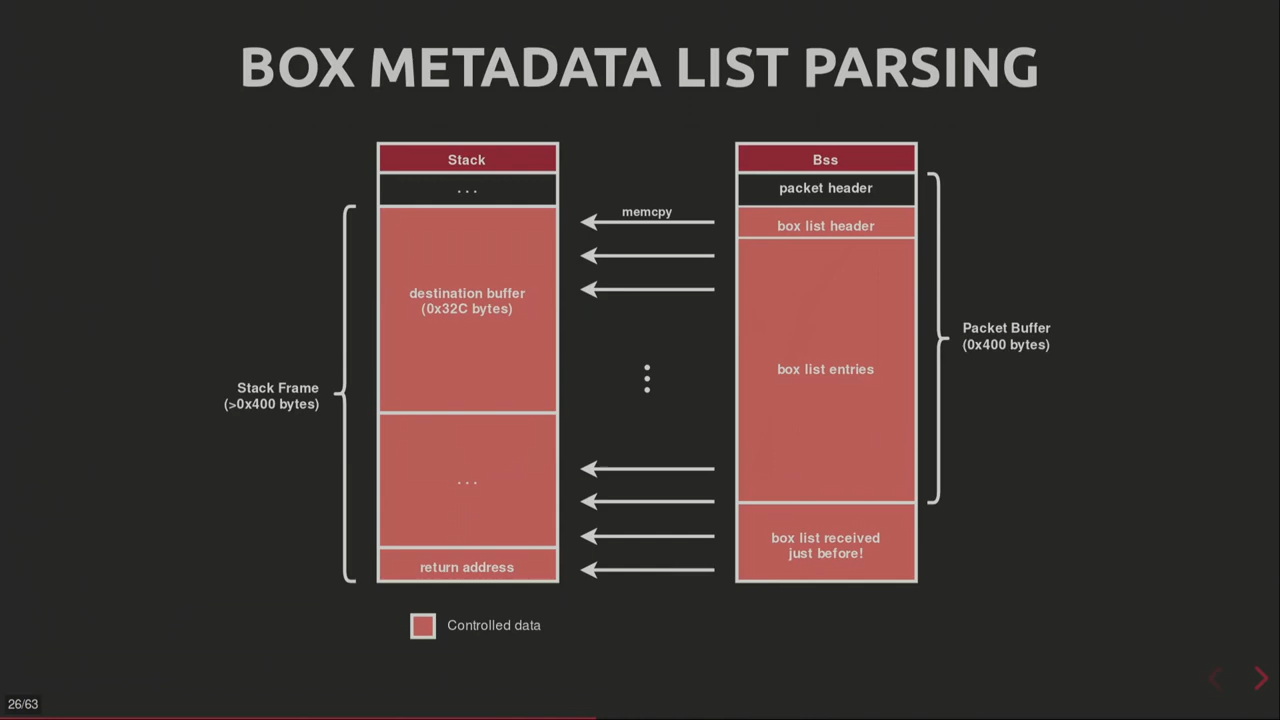 BOX METADATA LIST PARSING
Stack
...
destination buffer
(0x32C bytes)
...
return address
Stack Frame
(>0x400 bytes)
memcpy
Bss
packet header
box list header
box list entries
box list received
just before!
Packet Buffer
(0x400 bytes)
Controlled data
26/63